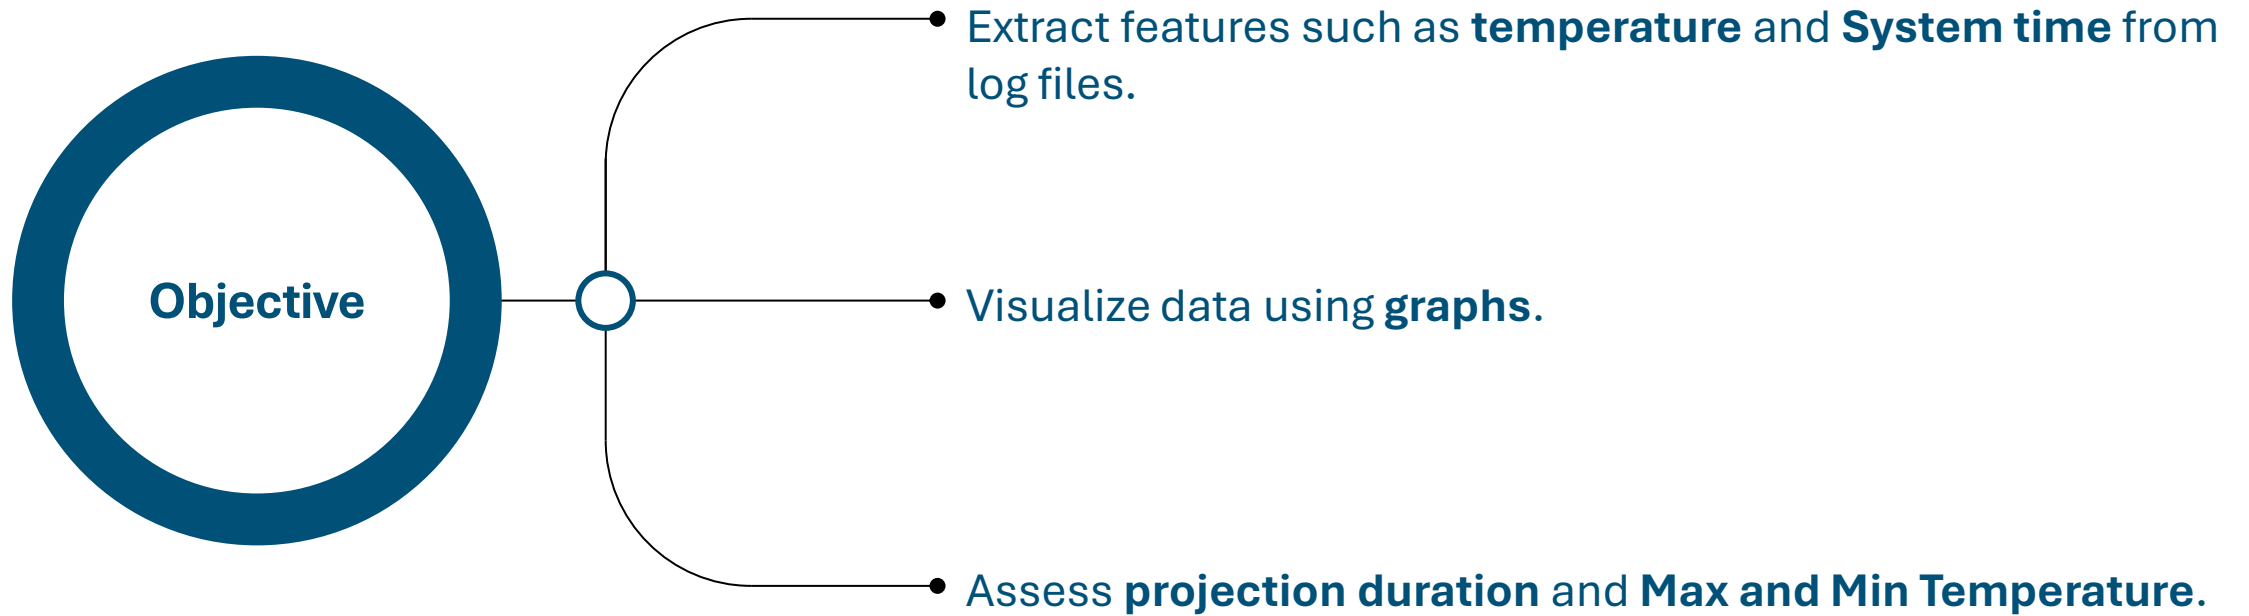 Objective
Extract features such as temperature and System time from
log files.
Visualize data using graphs.
Assess projection duration and Max and Min Temperature.